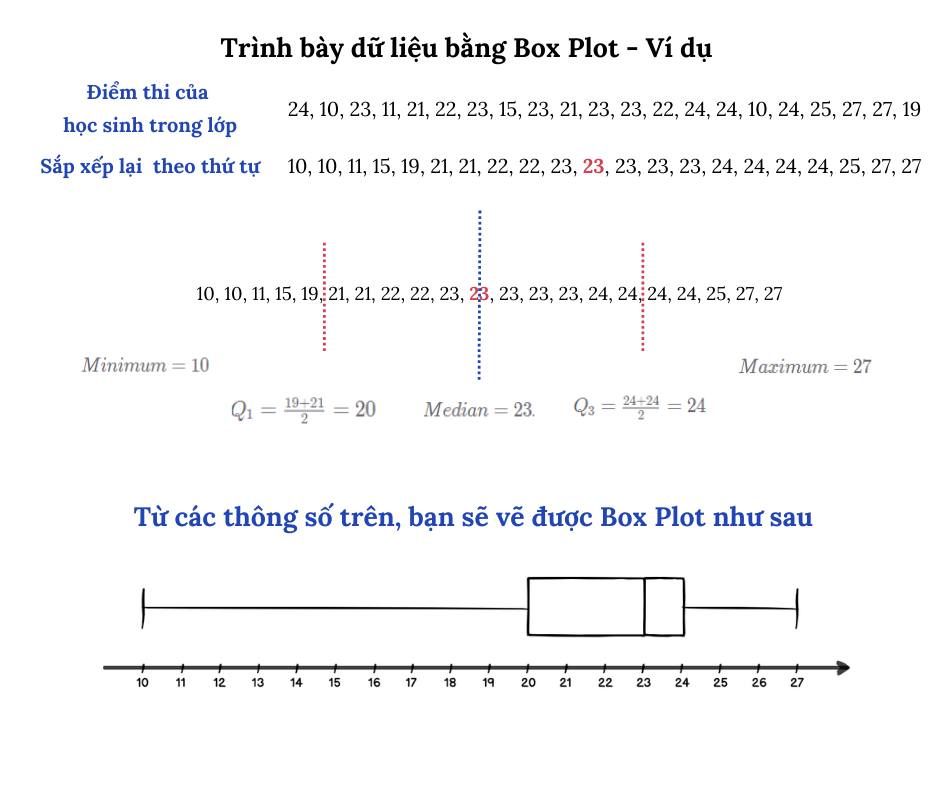 Trình bày dữ liệu bằng Box Plot - Ví dụ
Điểm thi của
học sinh trong lớp
24, 10, 23, 11, 21, 22, 23, 15, 23, 21, 23, 23, 22, 24, 24, 10, 24, 25, 27, 27, 19
Sắp xếp lại theo thứ tự
10, 10, 11, 15, 19, 21, 21, 22, 22, 23, 23, 23, 23, 23, 24, 24, 24, 24, 25, 27, 27
10, 10, 11, 15, 19, 21, 21, 22, 22, 23, 23, 23, 23, 23, 24, 24, 24, 24, 25, 27, 27
Minimum = 10
Maximum = 27
Q₁ = (19+21)/2 = 20
Median = 23.
Q₃ = (24+24)/2 = 24
Từ các thông số trên, bạn sẽ vẽ được Box Plot như sau
10 11 12 13 14 15 16 17 18 19 20 21 22 23 24 25 26 27